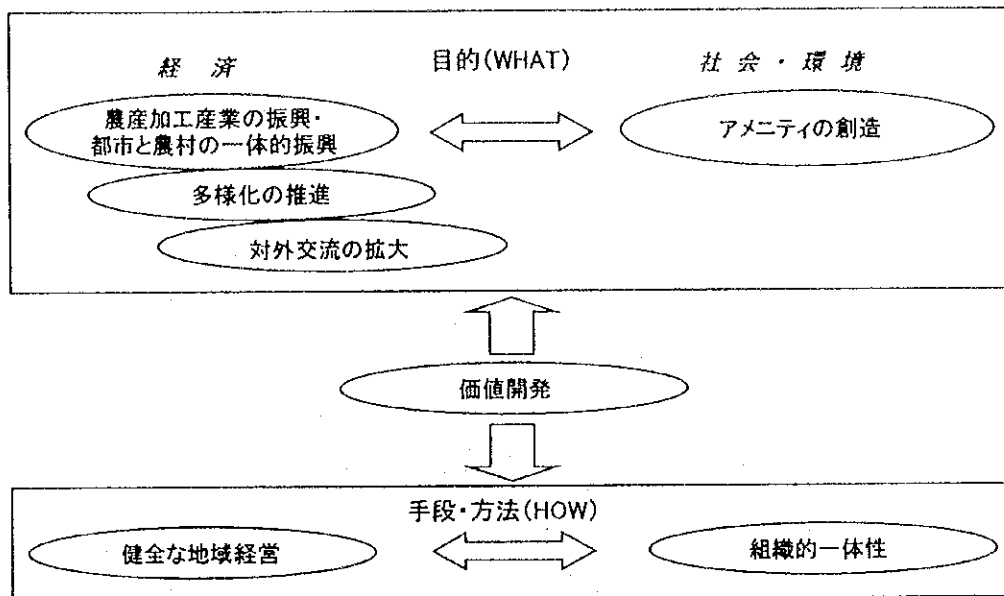 目的(WHAT)
経 済
社 会 ・ 環 境
農産加工産業の振興・
都市と農村の一体的振興
アメニティの創造
多様化の推進
対外交流の拡大
価値開発
手段・方法(HOW)
健全な地域経営
組織的一体性